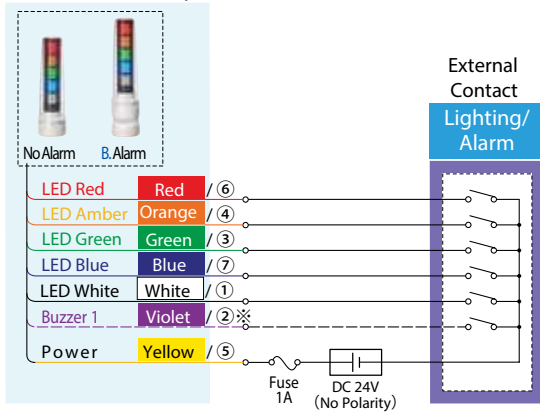 No Alarm B.Alarm
External
Contact
Lighting/
Alarm
LED Red Red / ⑥
LED Amber Orange / ④
LED Green Green / ③
LED Blue Blue / ⑦
LED White White / ①
Buzzer 1 Violet / ②※
Power Yellow / ⑤
Fuse
1A
DC 24V
(No Polarity)